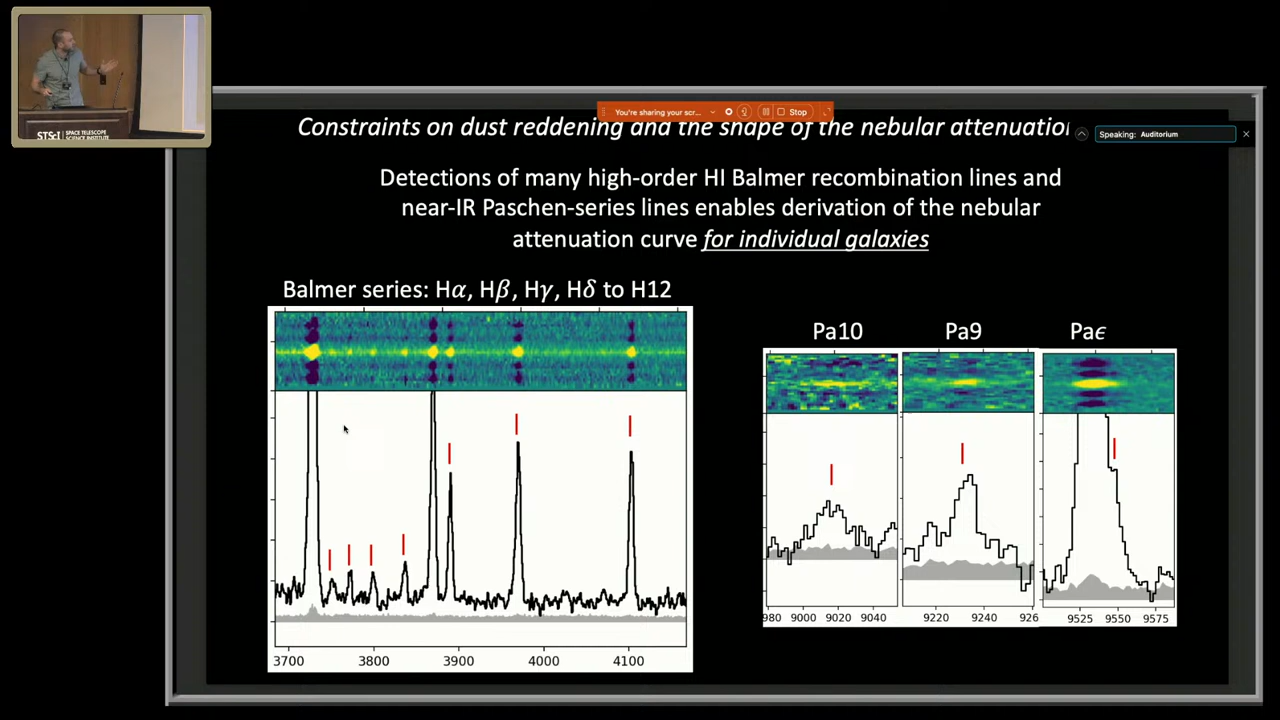 STScI SPACE TELESCOPE
SCIENCE INSTITUTE
You're sharing your scr...
Stop
Speaking: Auditorium
Constraints on dust reddening and the shape of the nebular attenuation
Detections of many high-order HI Balmer recombination lines and
near-IR Paschen-series lines enables derivation of the nebular
attenuation curve for individual galaxies
Balmer series: Hα, Hβ, Hγ, Hδ to H12
3700 3800 3900 4000 4100
Pa10 Pa9 Paϵ
980 9000 9020 9040
9220 9240 926
9525 9550 9575